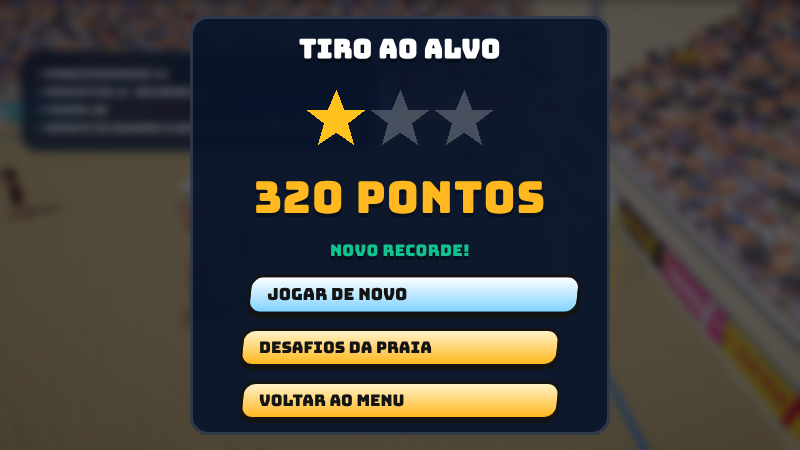 TIRO AO ALVO
320 PONTOS
NOVO RECORDE!
JOGAR DE NOVO
DESAFIOS DA PRAIA
VOLTAR AO MENU